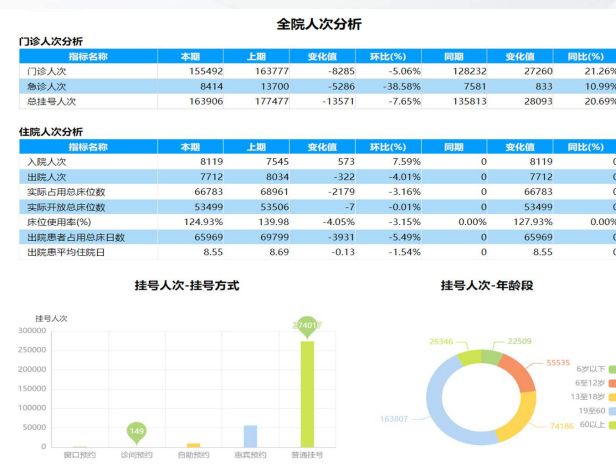 全院人次分析
门诊人次分析
指标名称 本期 上期 变化值 环比(%) 同期 变化值 同比(%)
门诊人次 155492 163777 -8285 -5.06% 128232 27260 21.26%
急诊人次 8414 13700 -5286 -38.58% 7581 833 10.99%
总挂号人次 163906 177477 -13571 -7.65% 135813 28093 20.69%
住院人次分析
指标名称 本期 上期 变化值 环比(%) 同期 变化值 同比(%)
入院人次 8119 7545 573 7.59% 0 8119 0
出院人次 7712 8034 -322 -4.01% 0 7712 0
实际占用总床位数 66783 68961 -2179 -3.16% 0 66783 0
实际开放总床位数 53499 53506 -7 -0.01% 0 53499 0
床位使用率(%) 124.93% 139.98 -4.05% -3.15% 0.00% 127.93% 0.00%
出院患者占用总床日数 65969 69799 -3931 -5.49% 0 65969 0
出院患平均住院日 8.55 8.69 -0.13 -1.54% 0 8.55 0
挂号人次-挂号方式 挂号人次-年龄段
挂号人次
300000
250000
200000
150000
100000
50000
0
149
窗口预约 诊间预约 自助预约 惠宾预约 普通挂号
25346 22509
55535
163807
74186
6岁以下
6至12岁
13至18岁
19至60
60以上